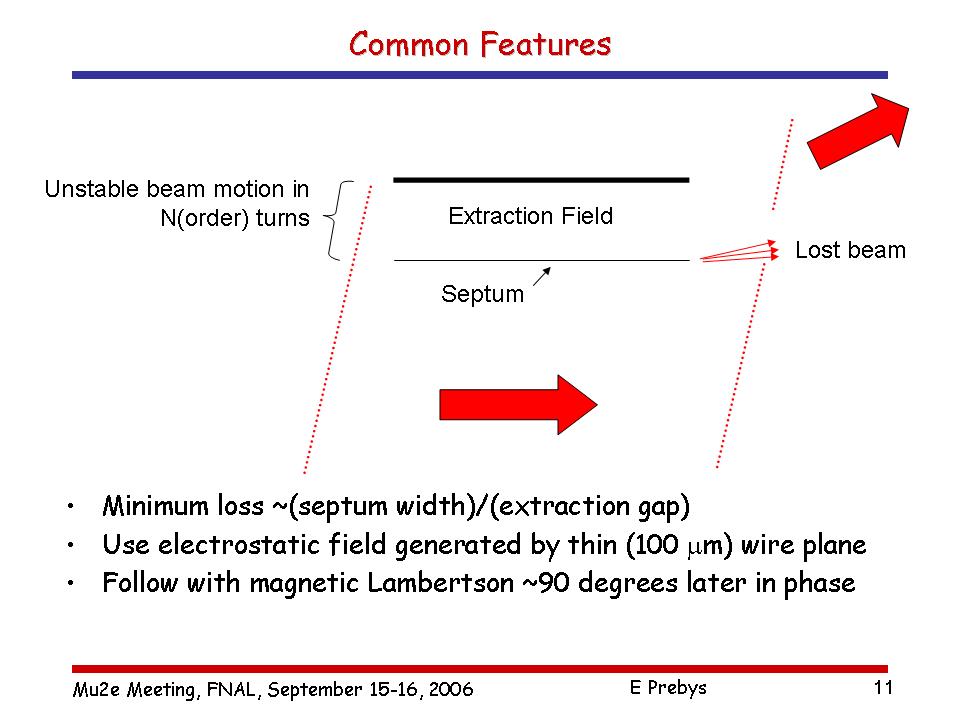 Common Features
Unstable beam motion in
N(order) turns
Extraction Field
Lost beam
Septum
• Minimum loss ~(septum width)/(extraction gap)
• Use electrostatic field generated by thin (100 μm) wire plane
• Follow with magnetic Lambertson ~90 degrees later in phase
Mu2e Meeting, FNAL, September 15-16, 2006
E Prebys
11